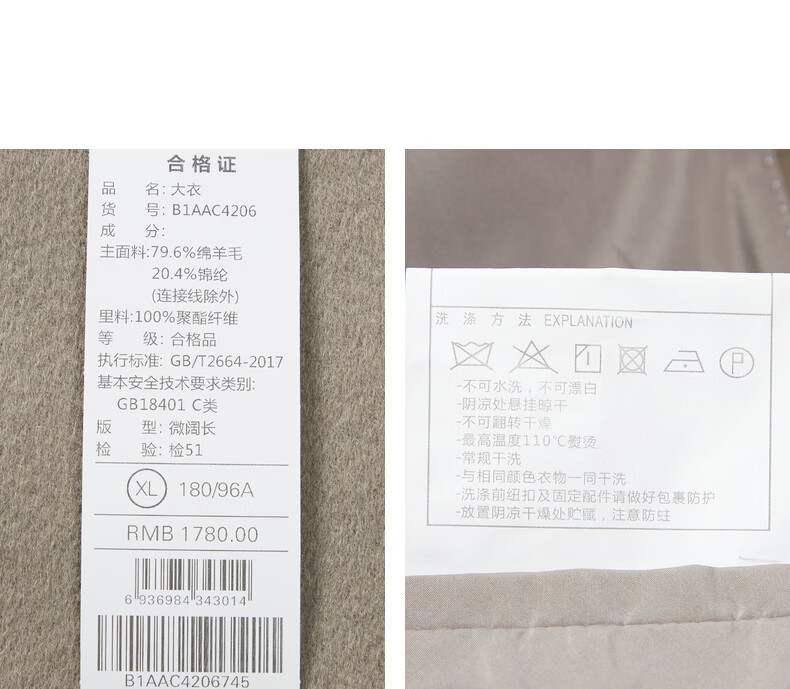 合格证
品 名: 大衣
货 号: B1AAC4206
成 分:
主面料:79.6%绵羊毛
20.4%锦纶
(连接线除外)
里料:100%聚酯纤维
等 级: 合格品
执行标准: GB/T2664-2017
基本安全技术要求类别:
GB18401 C类
版 型: 微阔长
检 验: 检51
XL 180/96A
RMB 1780.00
6 936984 343014
B1AAC4206745
洗涤方法 EXPLANATION
P
-不可水洗，不可漂白
-阴凉处悬挂晾干
-不可翻转干燥
-最高温度110℃熨烫
-常规干洗
-与相同颜色衣物一同干洗
-洗涤前纽扣及固定配件请做好包裹防护
-放置阴凉干燥处贮藏，注意防蛀